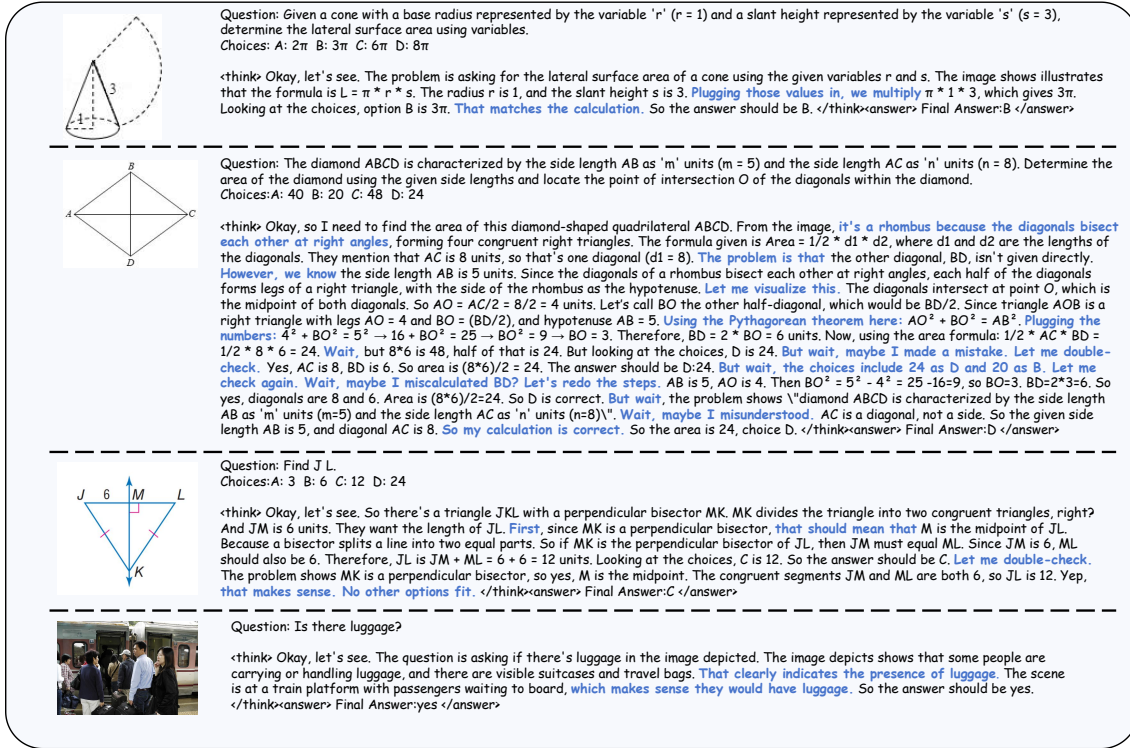 Question: Given a cone with a base radius represented by the variable 'r' (r = 1) and a slant height represented by the variable 's' (s = 3),
determine the lateral surface area using variables.
Choices: A: 2π B: 3π C: 6π D: 8π
3
1
<think> Okay, let's see. The problem is asking for the lateral surface area of a cone using the given variables r and s. The image shows illustrates
that the formula is L = π * r * s. The radius r is 1, and the slant height s is 3. Plugging those values in, we multiply π * 1 * 3, which gives 3π.
Looking at the choices, option B is 3π. That matches the calculation. So the answer should be B. </think><answer> Final Answer:B </answer>
B
A
C
D
Question: The diamond ABCD is characterized by the side length AB as 'm' units (m = 5) and the side length AC as 'n' units (n = 8). Determine the
area of the diamond using the given side lengths and locate the point of intersection O of the diagonals within the diamond.
Choices:A: 40 B: 20 C: 48 D: 24
<think> Okay, so I need to find the area of this diamond-shaped quadrilateral ABCD. From the image, it's a rhombus because the diagonals bisect
each other at right angles, forming four congruent right triangles. The formula given is Area = 1/2 * d1 * d2, where d1 and d2 are the lengths of
the diagonals. They mention that AC is 8 units, so that's one diagonal (d1 = 8). The problem is that the other diagonal, BD, isn't given directly.
However, we know the side length AB is 5 units. Since the diagonals of a rhombus bisect each other at right angles, each half of the diagonals
forms legs of a right triangle, with the side of the rhombus as the hypotenuse. Let me visualize this. The diagonals intersect at point O, which is
the midpoint of both diagonals. So AO = AC/2 = 8/2 = 4 units. Let's call BO the other half-diagonal, which would be BD/2. Since triangle AOB is a
right triangle with legs AO = 4 and BO = (BD/2), and hypotenuse AB = 5. Using the Pythagorean theorem here: AO² + BO² = AB². Plugging the
numbers: 4² + BO² = 5² → 16 + BO² = 25 → BO² = 9 → BO = 3. Therefore, BD = 2 * BO = 6 units. Now, using the area formula: 1/2 * AC * BD =
1/2 * 8 * 6 = 24. Wait, but 8*6 is 48, half of that is 24. But looking at the choices, D is 24. But wait, maybe I made a mistake. Let me double-
check. Yes, AC is 8, BD is 6. So area is (8*6)/2 = 24. The answer should be D:24. But wait, the choices include 24 as D and 20 as B. Let me
check again. Wait, maybe I miscalculated BD? Let's redo the steps. AB is 5, AO is 4. Then BO² = 5² - 4² = 25 -16=9, so BO=3. BD=2*3=6. So
yes, diagonals are 8 and 6. Area is (8*6)/2=24. So D is correct. But wait, the problem shows \"diamond ABCD is characterized by the side length
AB as 'm' units (m=5) and the side length AC as 'n' units (n=8)\". Wait, maybe I misunderstood. AC is a diagonal, not a side. So the given side
length AB is 5, and diagonal AC is 8. So my calculation is correct. So the area is 24, choice D. </think><answer> Final Answer:D </answer>
J 6 M L
K
Question: Find J L.
Choices:A: 3 B: 6 C: 12 D: 24
<think> Okay, let's see. So there's a triangle JKL with a perpendicular bisector MK. MK divides the triangle into two congruent triangles, right?
And JM is 6 units. They want the length of JL. First, since MK is a perpendicular bisector, that should mean that M is the midpoint of JL.
Because a bisector splits a line into two equal parts. So if MK is the perpendicular bisector of JL, then JM must equal ML. Since JM is 6, ML
should also be 6. Therefore, JL is JM + ML = 6 + 6 = 12 units. Looking at the choices, C is 12. So the answer should be C. Let me double-check.
The problem shows MK is a perpendicular bisector, so yes, M is the midpoint. The congruent segments JM and ML are both 6, so JL is 12. Yep,
that makes sense. No other options fit. </think><answer> Final Answer:C </answer>
Question: Is there luggage?
<think> Okay, let's see. The question is asking if there's luggage in the image depicted. The image depicts shows that some people are
carrying or handling luggage, and there are visible suitcases and travel bags. That clearly indicates the presence of luggage. The scene
is at a train platform with passengers waiting to board, which makes sense they would have luggage. So the answer should be yes.
</think><answer> Final Answer:yes </answer>